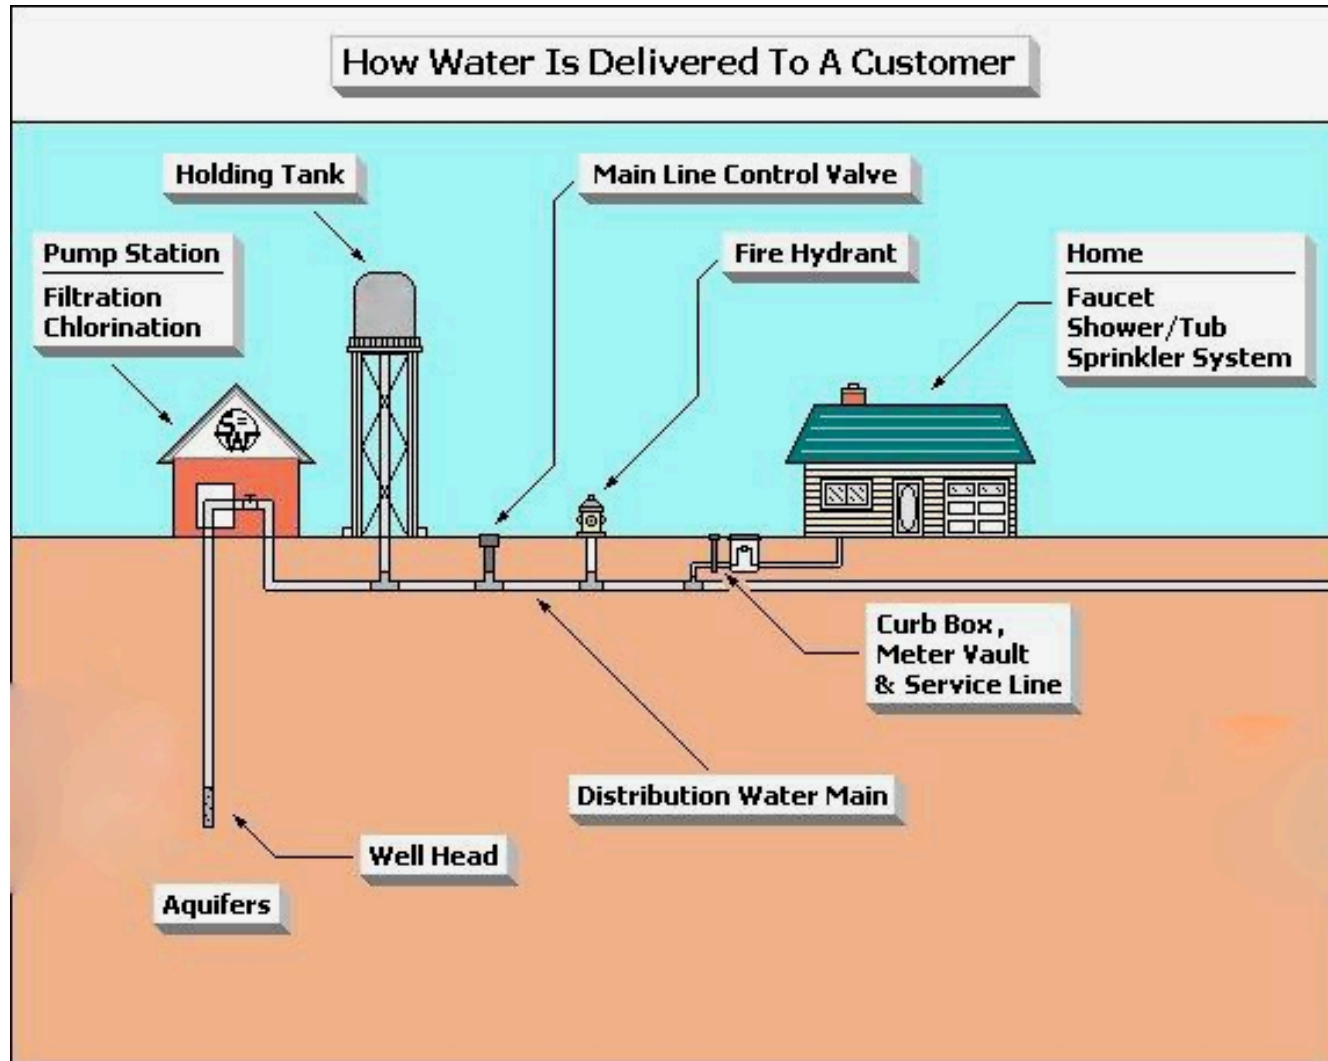 How Water Is Delivered To A Customer
Holding Tank
Main Line Control Valve
Pump Station
Filtration
Chlorination
Fire Hydrant
Home
Faucet
Shower/Tub
Sprinkler System
Curb Box,
Meter Vault
& Service Line
Distribution Water Main
Well Head
Aquifers